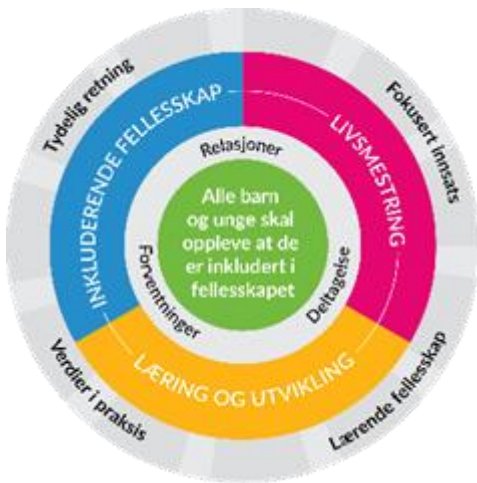 Tydelig retning
Fokusert innsats
INKLUDERENDE FELLESSKAP
LIVSMESTRING
Relasjoner
Alle barn
og unge skal
oppleve at de
er inkludert i
fellesskapet
Forventninger
Deltagelse
LÆRING OG UTVIKLING
Verdier i praksis
Lærende fellesskap